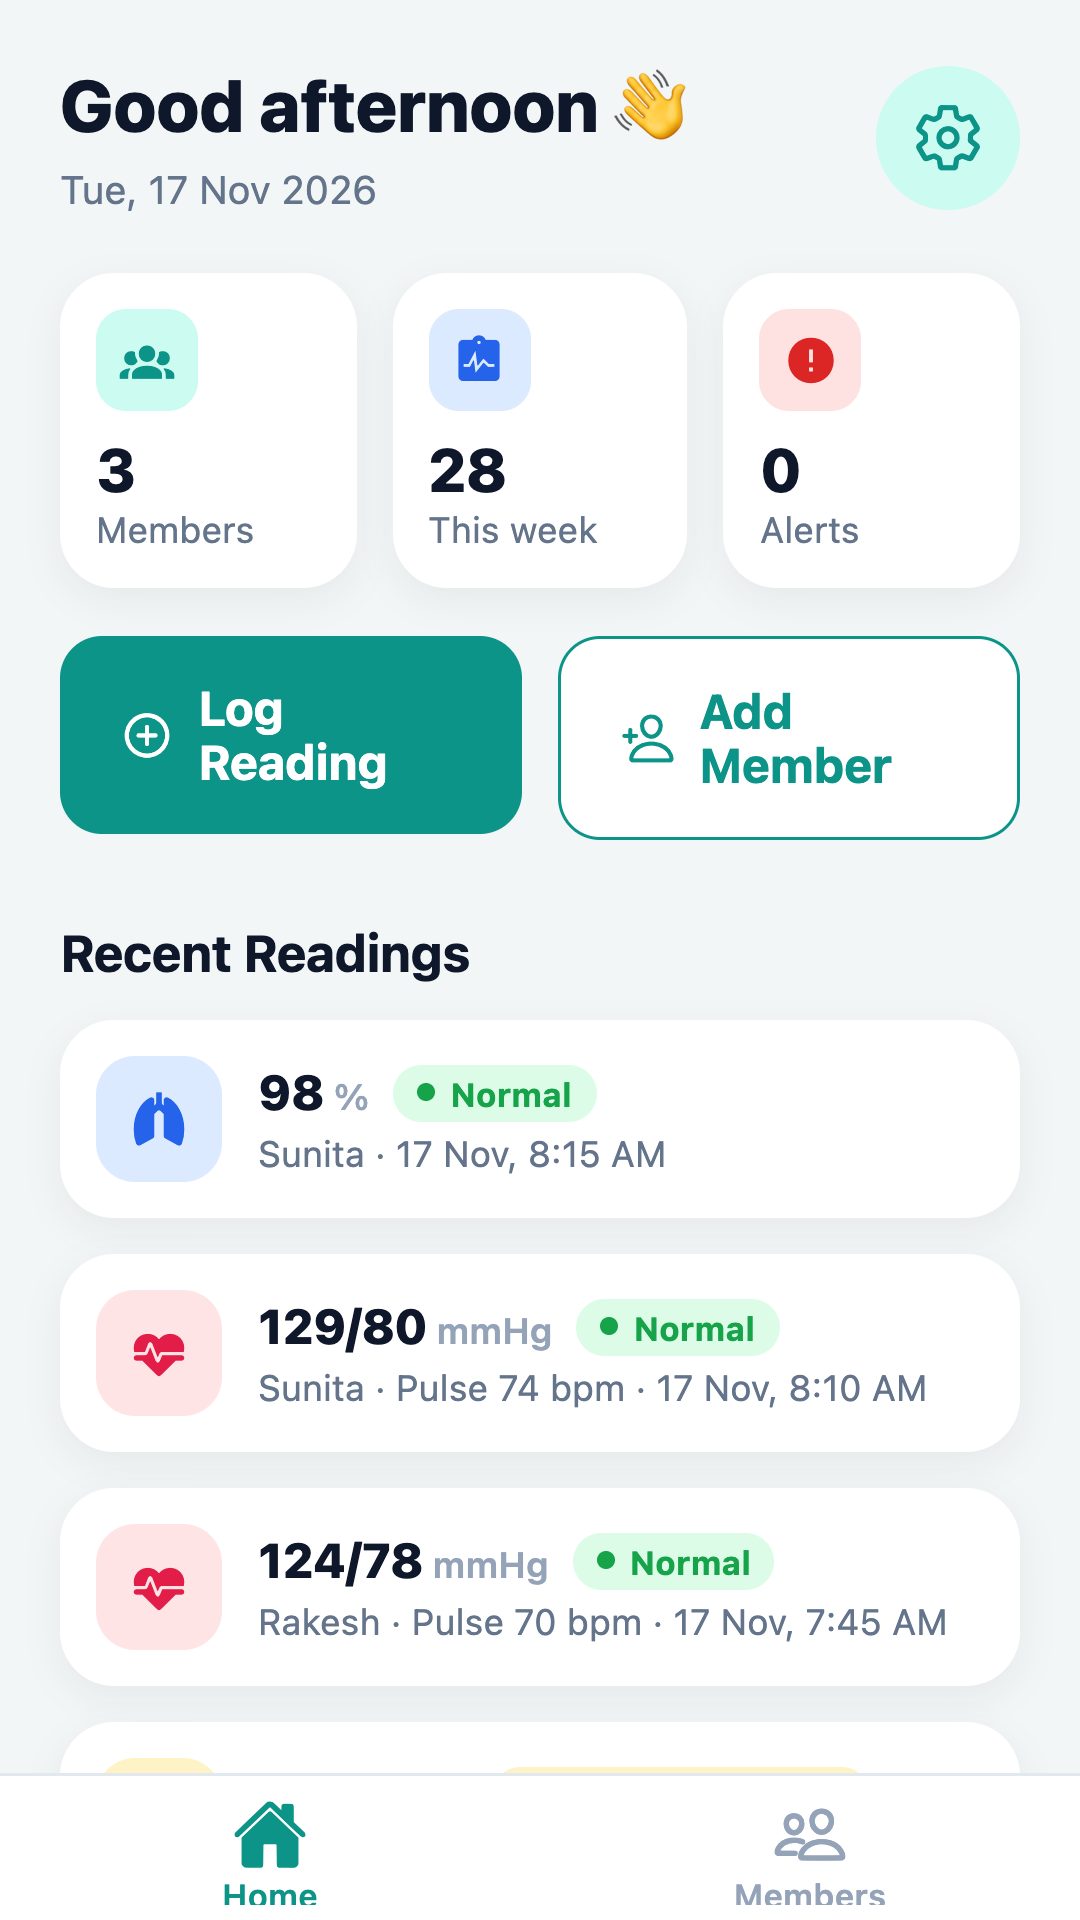 Good afternoon 👋
Tue, 17 Nov 2026
3
Members
28
This week
0
Alerts
Log
Reading
Add
Member
Recent Readings
98 % Normal
Sunita · 17 Nov, 8:15 AM
129/80 mmHg Normal
Sunita · Pulse 74 bpm · 17 Nov, 8:10 AM
124/78 mmHg Normal
Rakesh · Pulse 70 bpm · 17 Nov, 7:45 AM
Home
Members